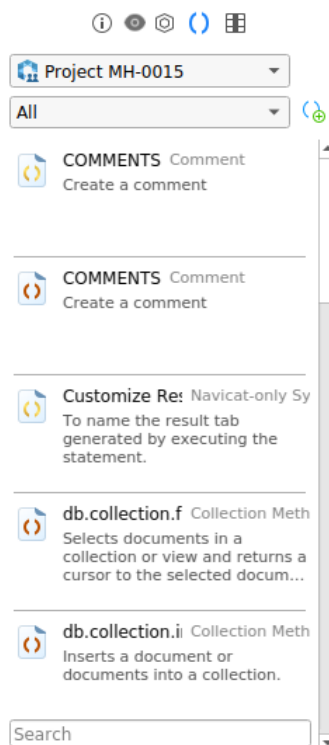 Project MH-0015
All
COMMENTS Comment
Create a comment
COMMENTS Comment
Create a comment
Customize Res Navicat-only Sy
To name the result tab
generated by executing the
statement.
db.collection.f Collection Meth
Selects documents in a
collection or view and returns a
cursor to the selected docum...
db.collection.i Collection Meth
Inserts a document or
documents into a collection.
Search